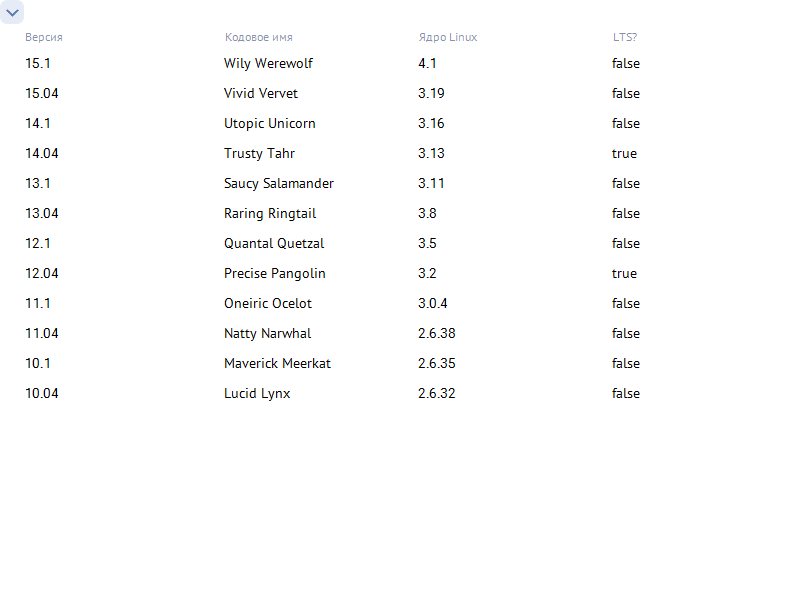 Версия Кодовое имя Ядро Linux LTS?
15.1 Wily Werewolf 4.1 false
15.04 Vivid Vervet 3.19 false
14.1 Utopic Unicorn 3.16 false
14.04 Trusty Tahr 3.13 true
13.1 Saucy Salamander 3.11 false
13.04 Raring Ringtail 3.8 false
12.1 Quantal Quetzal 3.5 false
12.04 Precise Pangolin 3.2 true
11.1 Oneiric Ocelot 3.0.4 false
11.04 Natty Narwhal 2.6.38 false
10.1 Maverick Meerkat 2.6.35 false
10.04 Lucid Lynx 2.6.32 false